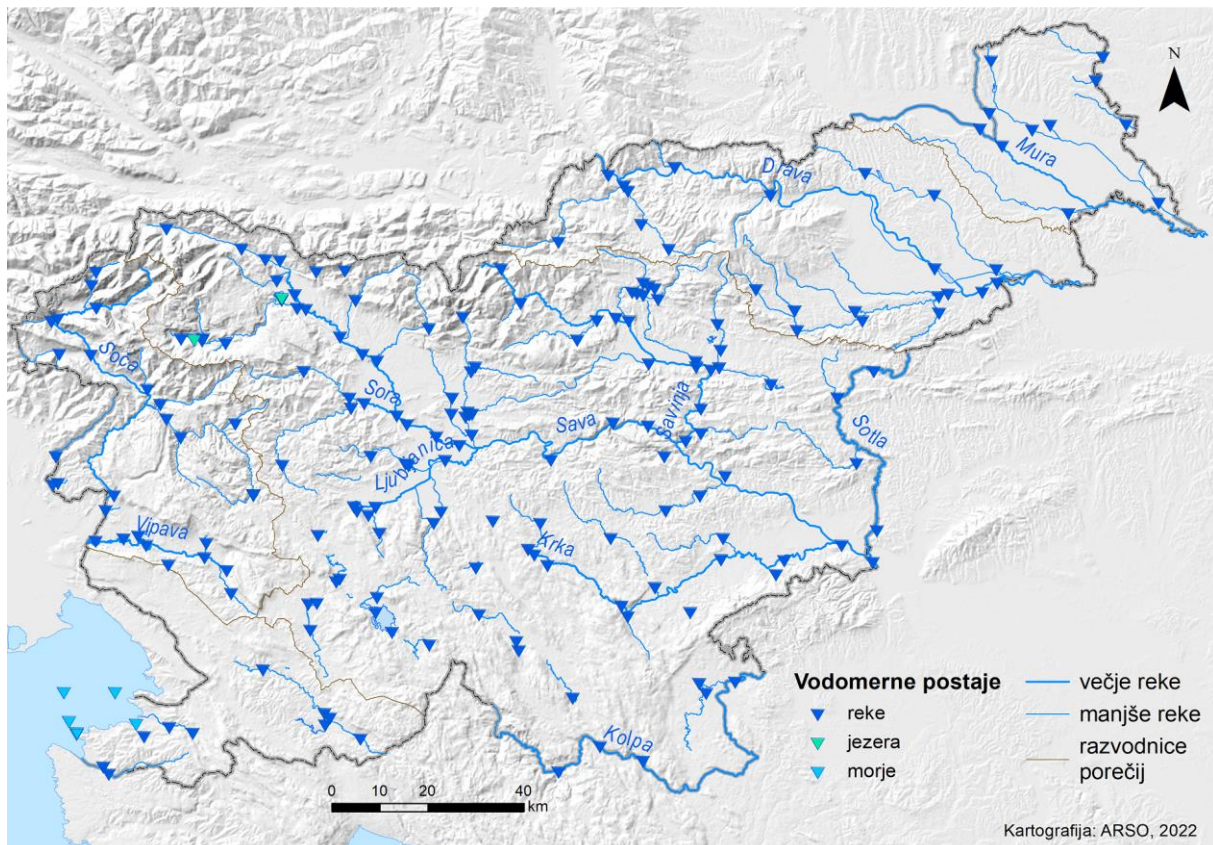 N
Mura
Drava
Soča
Sora
Sava
Savinja
Sotla
Ljubljanica
Vipava
Krka
Kolpa
Vodomerne postaje
reke
jezera
morje
večje reke
manjše reke
razvodnice
porečij
0 10 20 40
km
Kartografija: ARSO, 2022